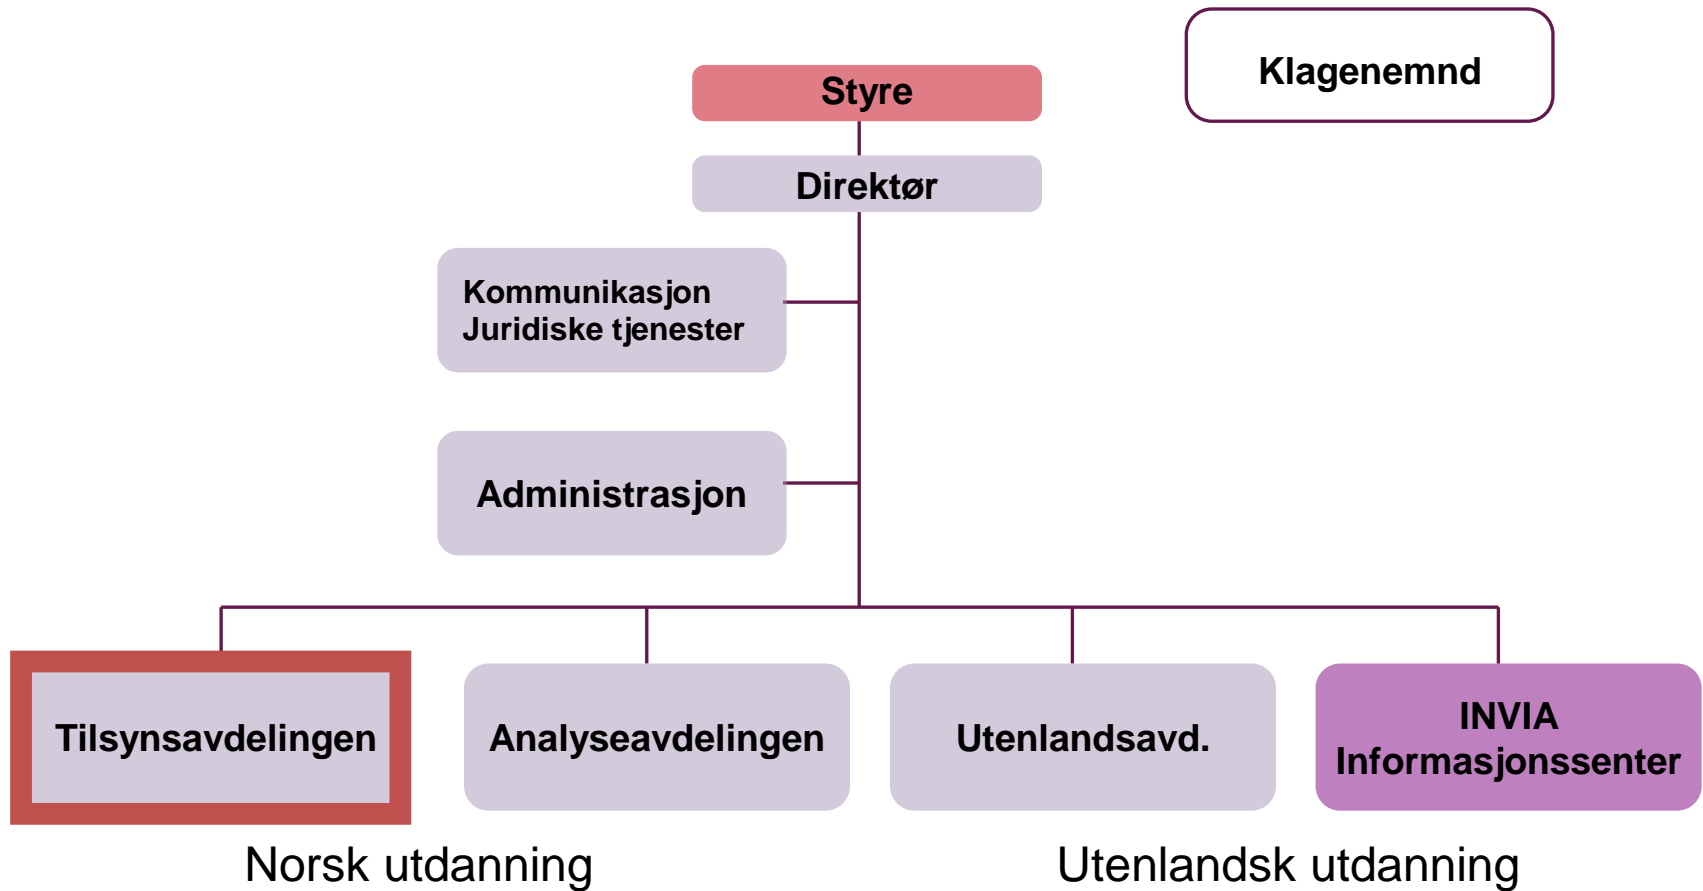 Klagenemnd
Styre
Direktør
Kommunikasjon
Juridiske tjenester
Administrasjon
Tilsynsavdelingen
Analyseavdelingen
Utenlandsavd.
INVIA
Informasjonssenter
Norsk utdanning
Utenlandsk utdanning